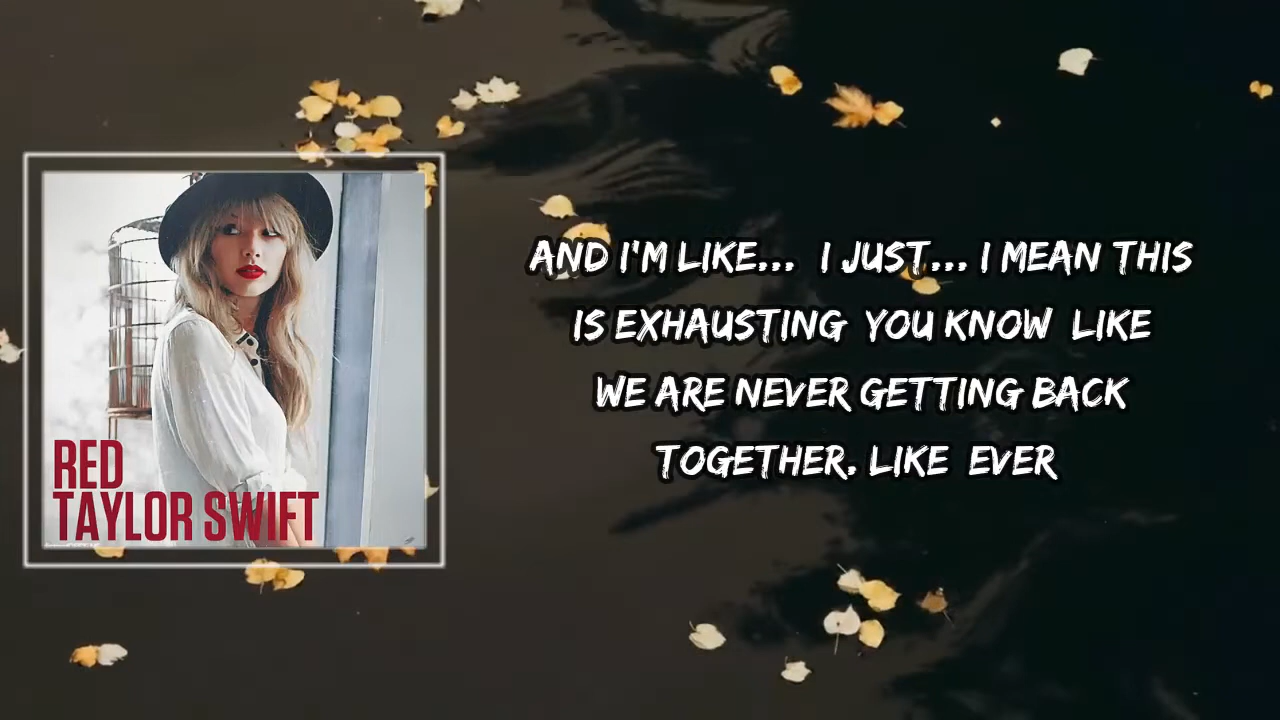 RED
TAYLOR SWIFT
AND I'M LIKE... I JUST... I MEAN THIS
IS EXHAUSTING YOU KNOW LIKE
WE ARE NEVER GETTING BACK
TOGETHER. LIKE EVER